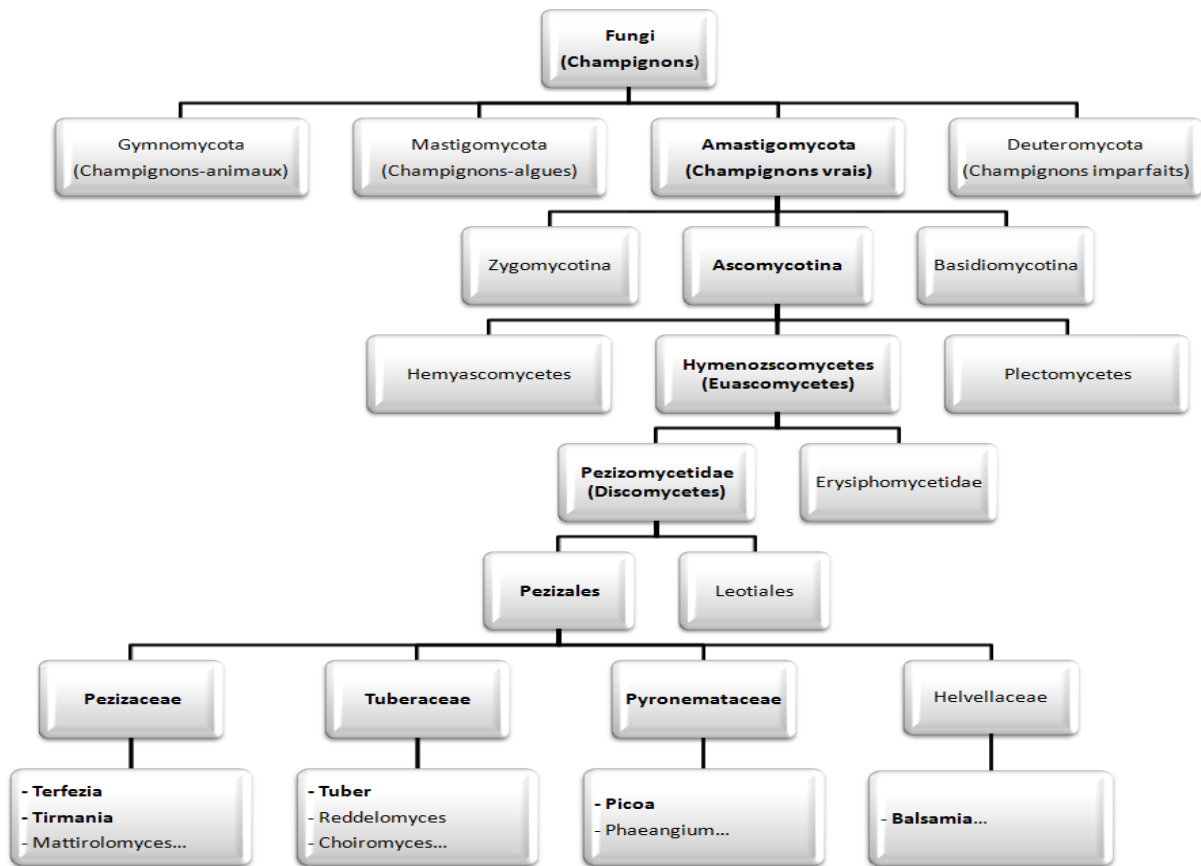 Fungi
(Champignons)
Gymnomycota
(Champignons-animaux)
Mastigomycota
(Champignons-algues)
Amastigomycota
(Champignons vrais)
Deuteromycota
(Champignons imparfaits)
Zygomycotina
Ascomycotina
Basidiomycotina
Hemyascomycetes
Hymenozscomycetes
(Euascomycetes)
Plectomycetes
Pezizomycetidae
(Discomycetes)
Erysiphomycetidae
Pezizales
Leotiales
Pezizaceae
Tuberaceae
Pyronemataceae
Helvellaceae
- Terfezia
- Tirmania
- Mattirolomyces...
- Tuber
- Reddelomyces
- Choiromyces...
- Picoa
- Phaeangium...
- Balsamia...